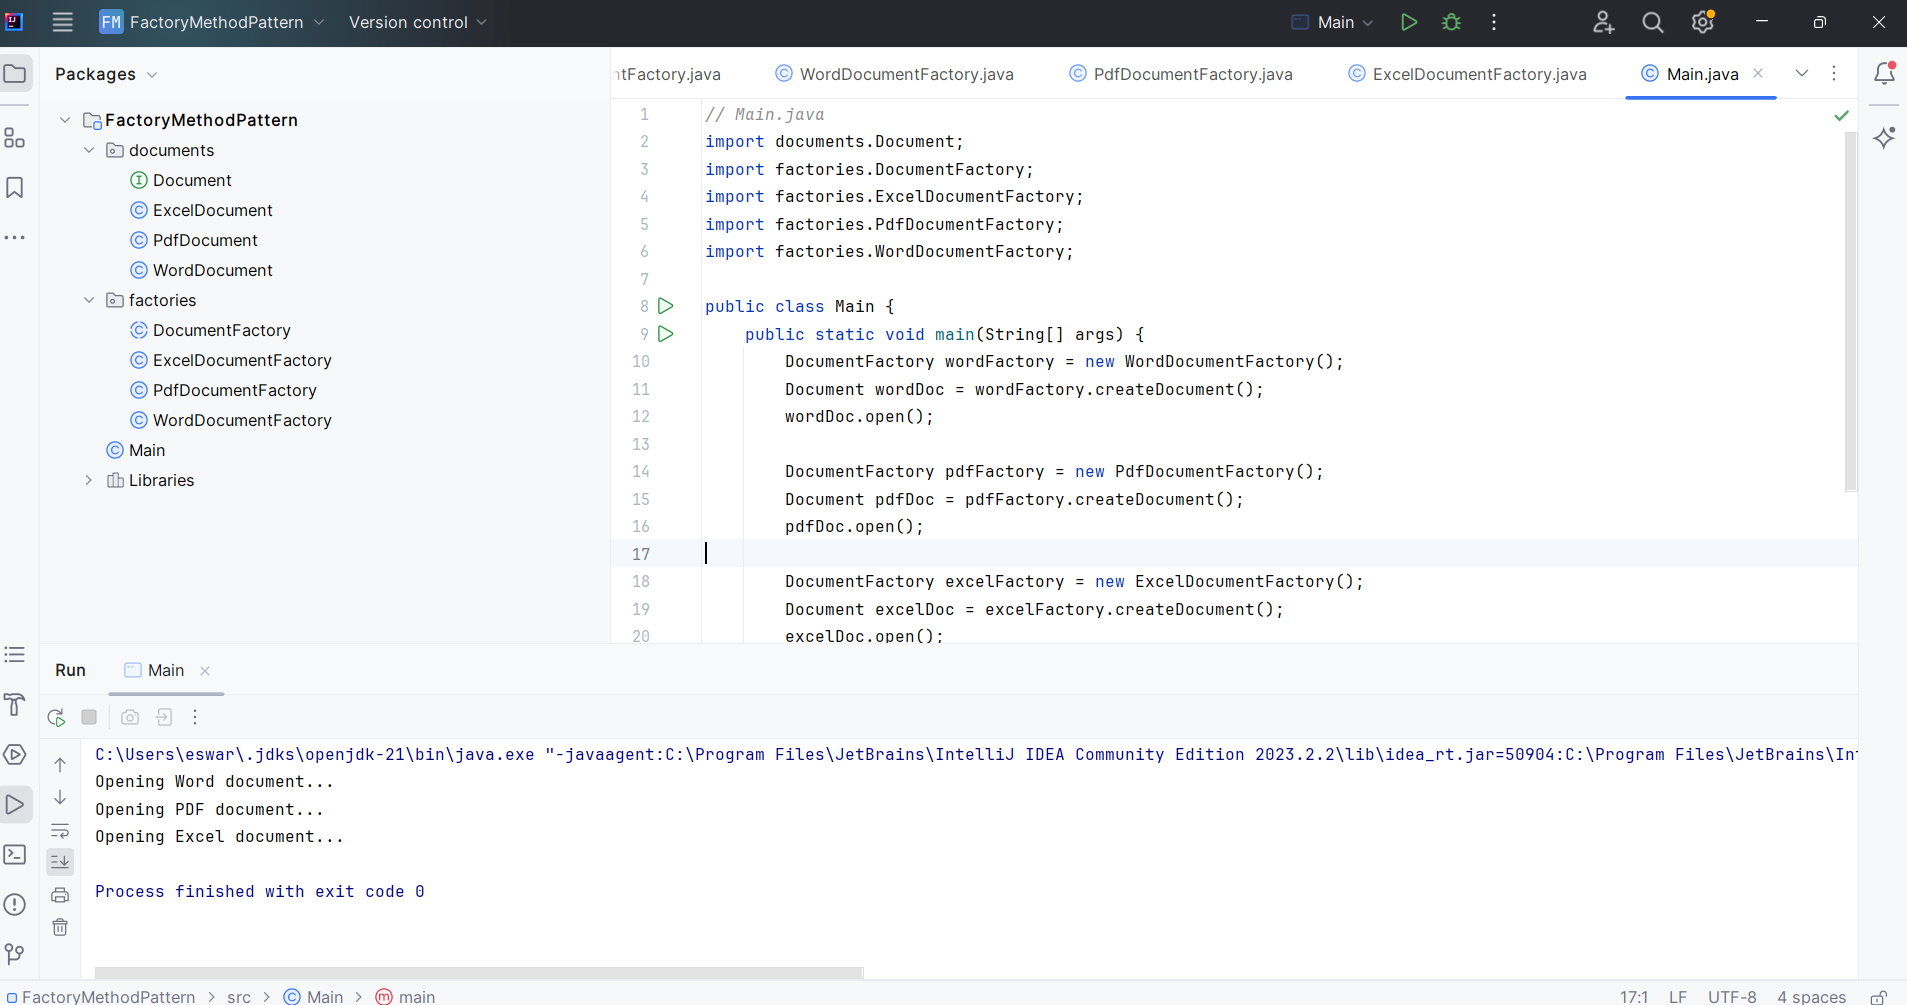 FM FactoryMethodPattern Version control Main
Packages
ntFactory.java WordDocumentFactory.java PdfDocumentFactory.java ExcelDocumentFactory.java Main.java
FactoryMethodPattern
documents
Document
ExcelDocument
PdfDocument
WordDocument
factories
DocumentFactory
ExcelDocumentFactory
PdfDocumentFactory
WordDocumentFactory
Main
Libraries
1 // Main.java
2 import documents.Document;
3 import factories.DocumentFactory;
4 import factories.ExcelDocumentFactory;
5 import factories.PdfDocumentFactory;
6 import factories.WordDocumentFactory;
7
8 public class Main {
9 public static void main(String[] args) {
10 DocumentFactory wordFactory = new WordDocumentFactory();
11 Document wordDoc = wordFactory.createDocument();
12 wordDoc.open();
13
14 DocumentFactory pdfFactory = new PdfDocumentFactory();
15 Document pdfDoc = pdfFactory.createDocument();
16 pdfDoc.open();
17
18 DocumentFactory excelFactory = new ExcelDocumentFactory();
19 Document excelDoc = excelFactory.createDocument();
20 excelDoc.open();
Run Main
C:\Users\eswar\.jdks\openjdk-21\bin\java.exe "-javaagent:C:\Program Files\JetBrains\IntelliJ IDEA Community Edition 2023.2.2\lib\idea_rt.jar=50904:C:\Program Files\JetBrains\Int
Opening Word document...
Opening PDF document...
Opening Excel document...
Process finished with exit code 0
FactoryMethodPattern > src > Main > main 17:1 LF UTF-8 4 spaces